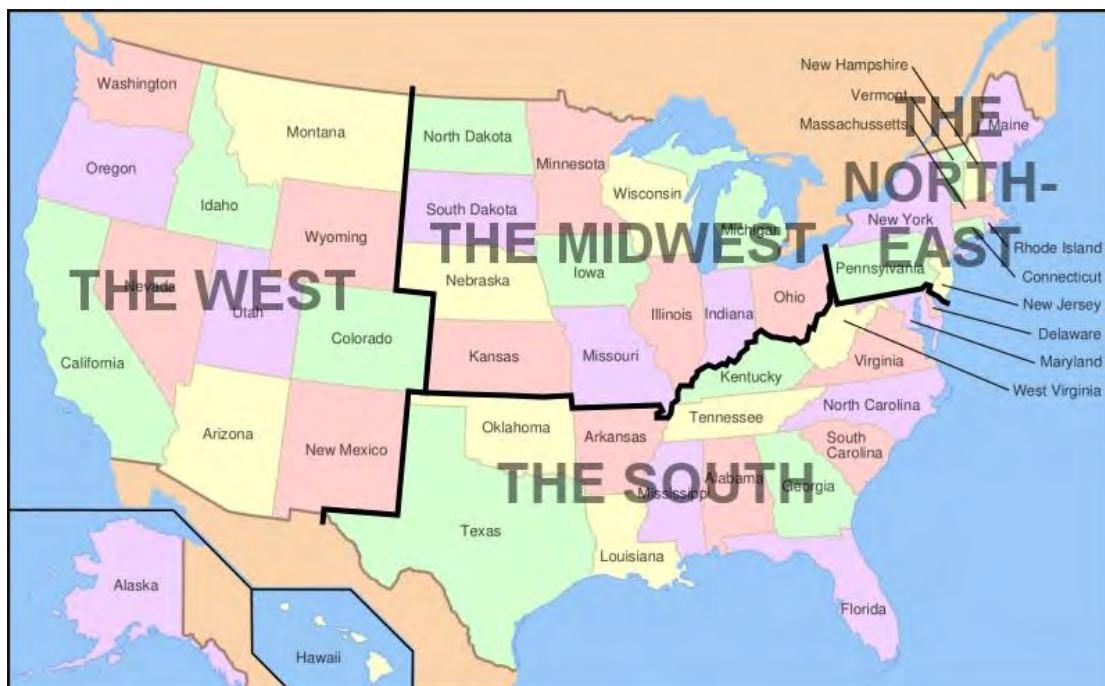 New Hampshire
Vermont
Massachussetts
Washington
Montana
North Dakota
Minnesota
THE
NORTH-
EAST
Maine
Oregon
Idaho
Wyoming
South Dakota
Wisconsin
Michigan
New York
Rhode Island
Connecticut
New Jersey
Delaware
Maryland
West Virginia
THE WEST
THE MIDWEST
Nebraska
Iowa
Pennsylvania
Nevada
Utah
Colorado
Kansas
Missouri
Illinois
Indiana
Ohio
California
Kentucky
Virginia
Arizona
New Mexico
Oklahoma
Arkansas
Tennessee
North Carolina
South
Carolina
THE SOUTH
Mississippi
Alabama
Georgia
Texas
Louisiana
Florida
Alaska
Hawaii